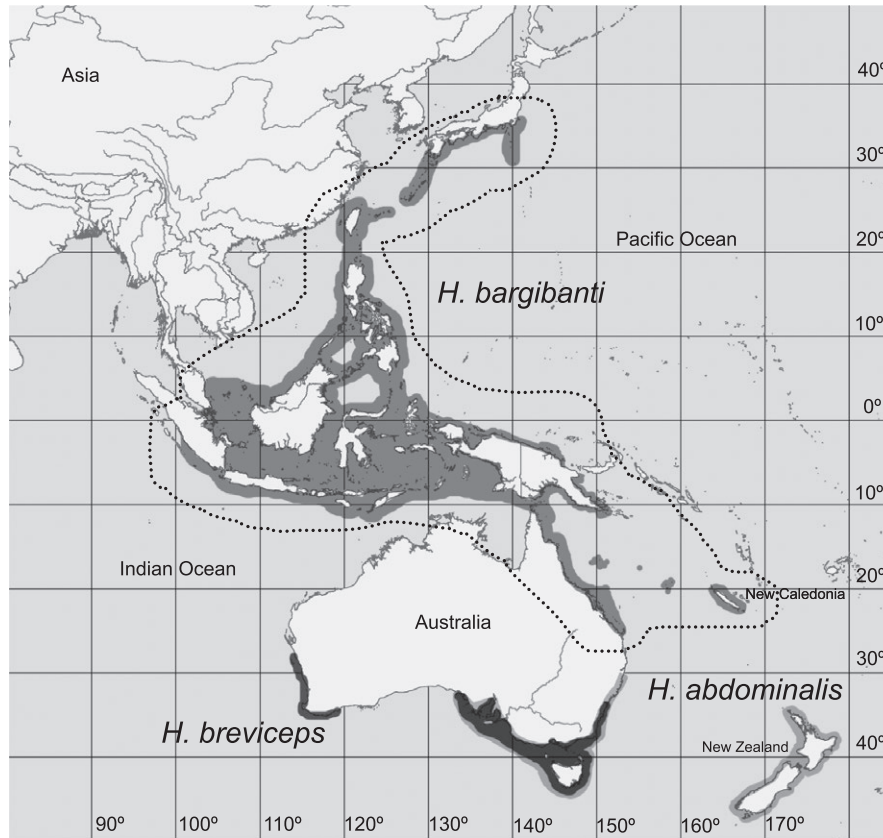 Asia
40º
30º
Pacific Ocean
20º
H. bargibanti
10º
0º
10º
Indian Ocean
20º
New Caledonia
Australia
30º
H. abdominalis
H. breviceps
New Zealand
40º
90º 100º 110º 120º 130º 140º 150º 160º 170º